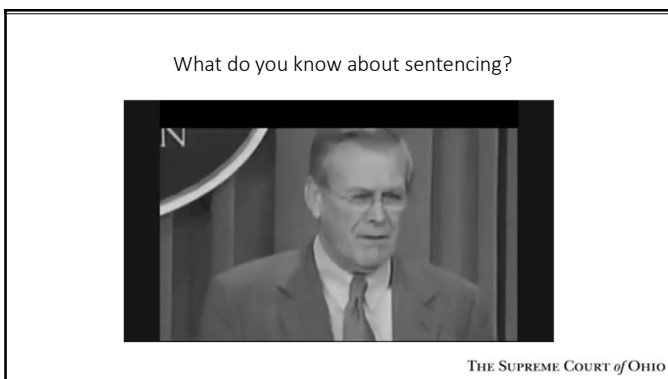 What do you know about sentencing?
N
THE SUPREME COURT of OHIO